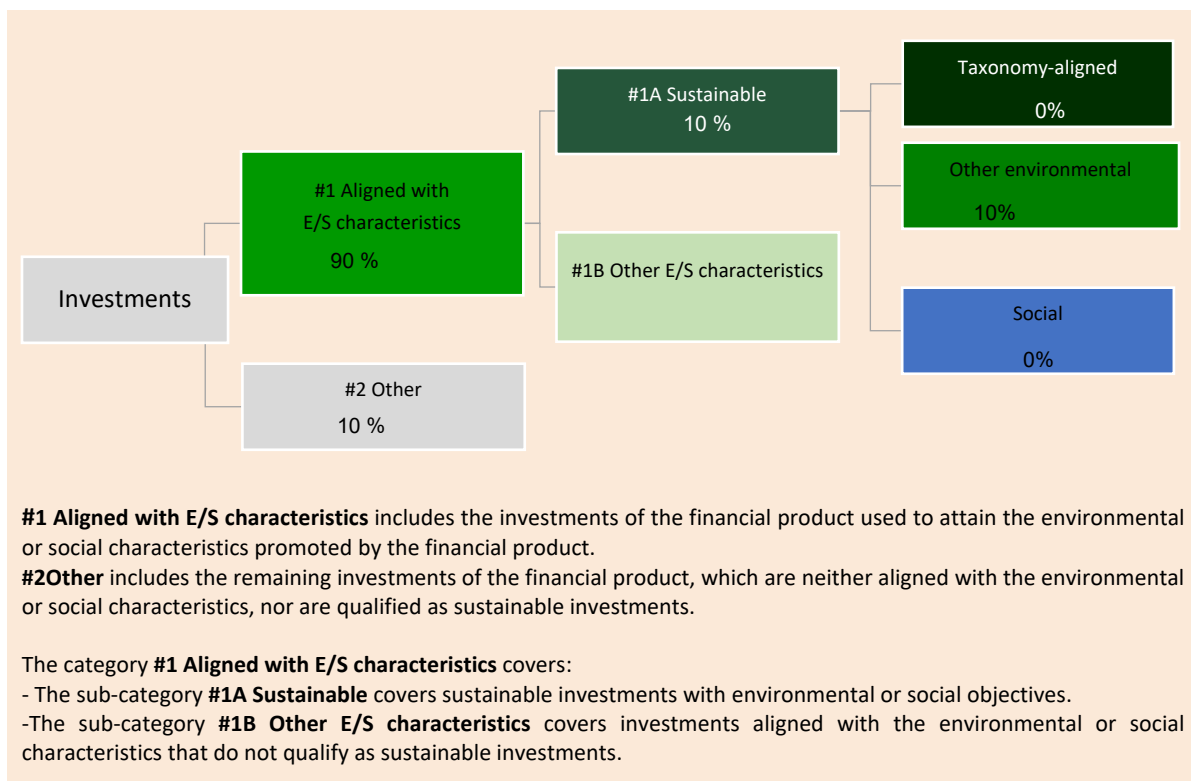 Investments
#1 Aligned with
E/S characteristics
90 %
#2 Other
10 %
#1A Sustainable
10 %
#1B Other E/S characteristics
Taxonomy-aligned
0%
Other environmental
10%
Social
0%
#1 Aligned with E/S characteristics includes the investments of the financial product used to attain the environmental
or social characteristics promoted by the financial product.
#2Other includes the remaining investments of the financial product, which are neither aligned with the environmental
or social characteristics, nor are qualified as sustainable investments.
The category #1 Aligned with E/S characteristics covers:
- The sub-category #1A Sustainable covers sustainable investments with environmental or social objectives.
-The sub-category #1B Other E/S characteristics covers investments aligned with the environmental or social
characteristics that do not qualify as sustainable investments.